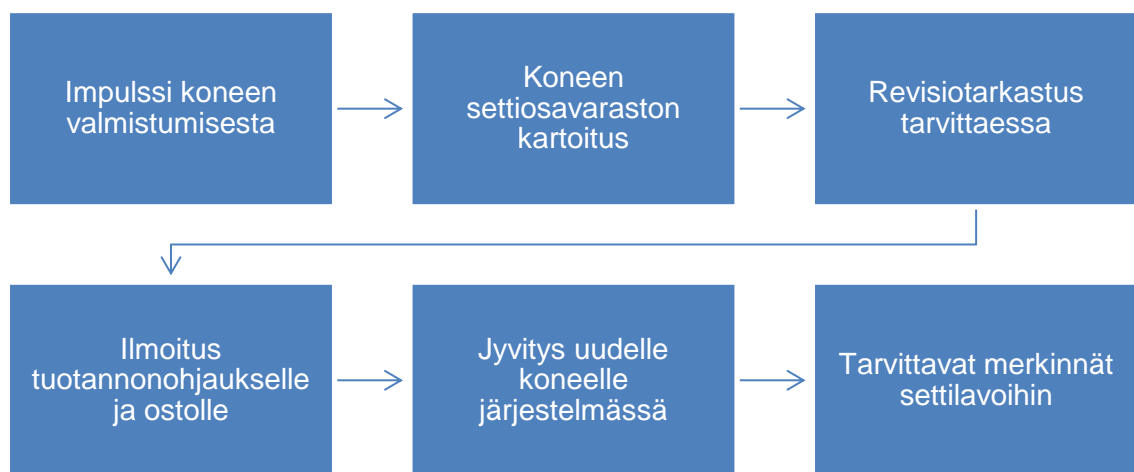 Impulssi koneen
valmistumisesta
Koneen
settiosavaraston
kartoitus
Revisiotarkastus
tarvittaessa
Ilmoitus
tuotannonohjaukselle
ja ostolle
Jyvitys uudelle
koneelle
järjestelmässä
Tarvittavat merkinnät
settilavoihin